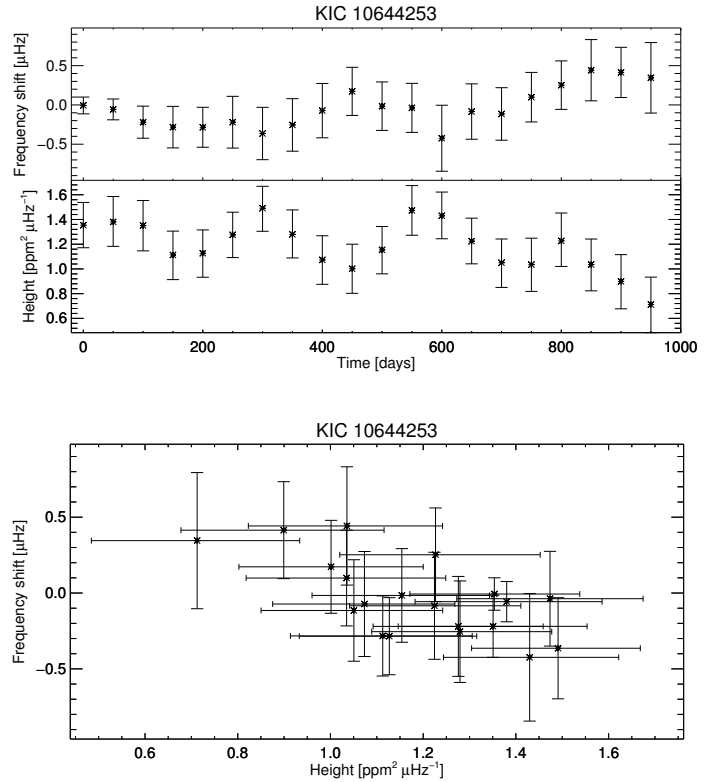 KIC 10644253
Frequency shift [μHz]
0.5
0.0
−0.5
Height [ppm² μHz⁻¹]
1.6
1.4
1.2
1.0
0.8
0.6
0 200 400 600 800 1000
Time [days]
KIC 10644253
Frequency shift [μHz]
0.5
0.0
−0.5
0.6 0.8 1.0 1.2 1.4 1.6
Height [ppm² μHz⁻¹]